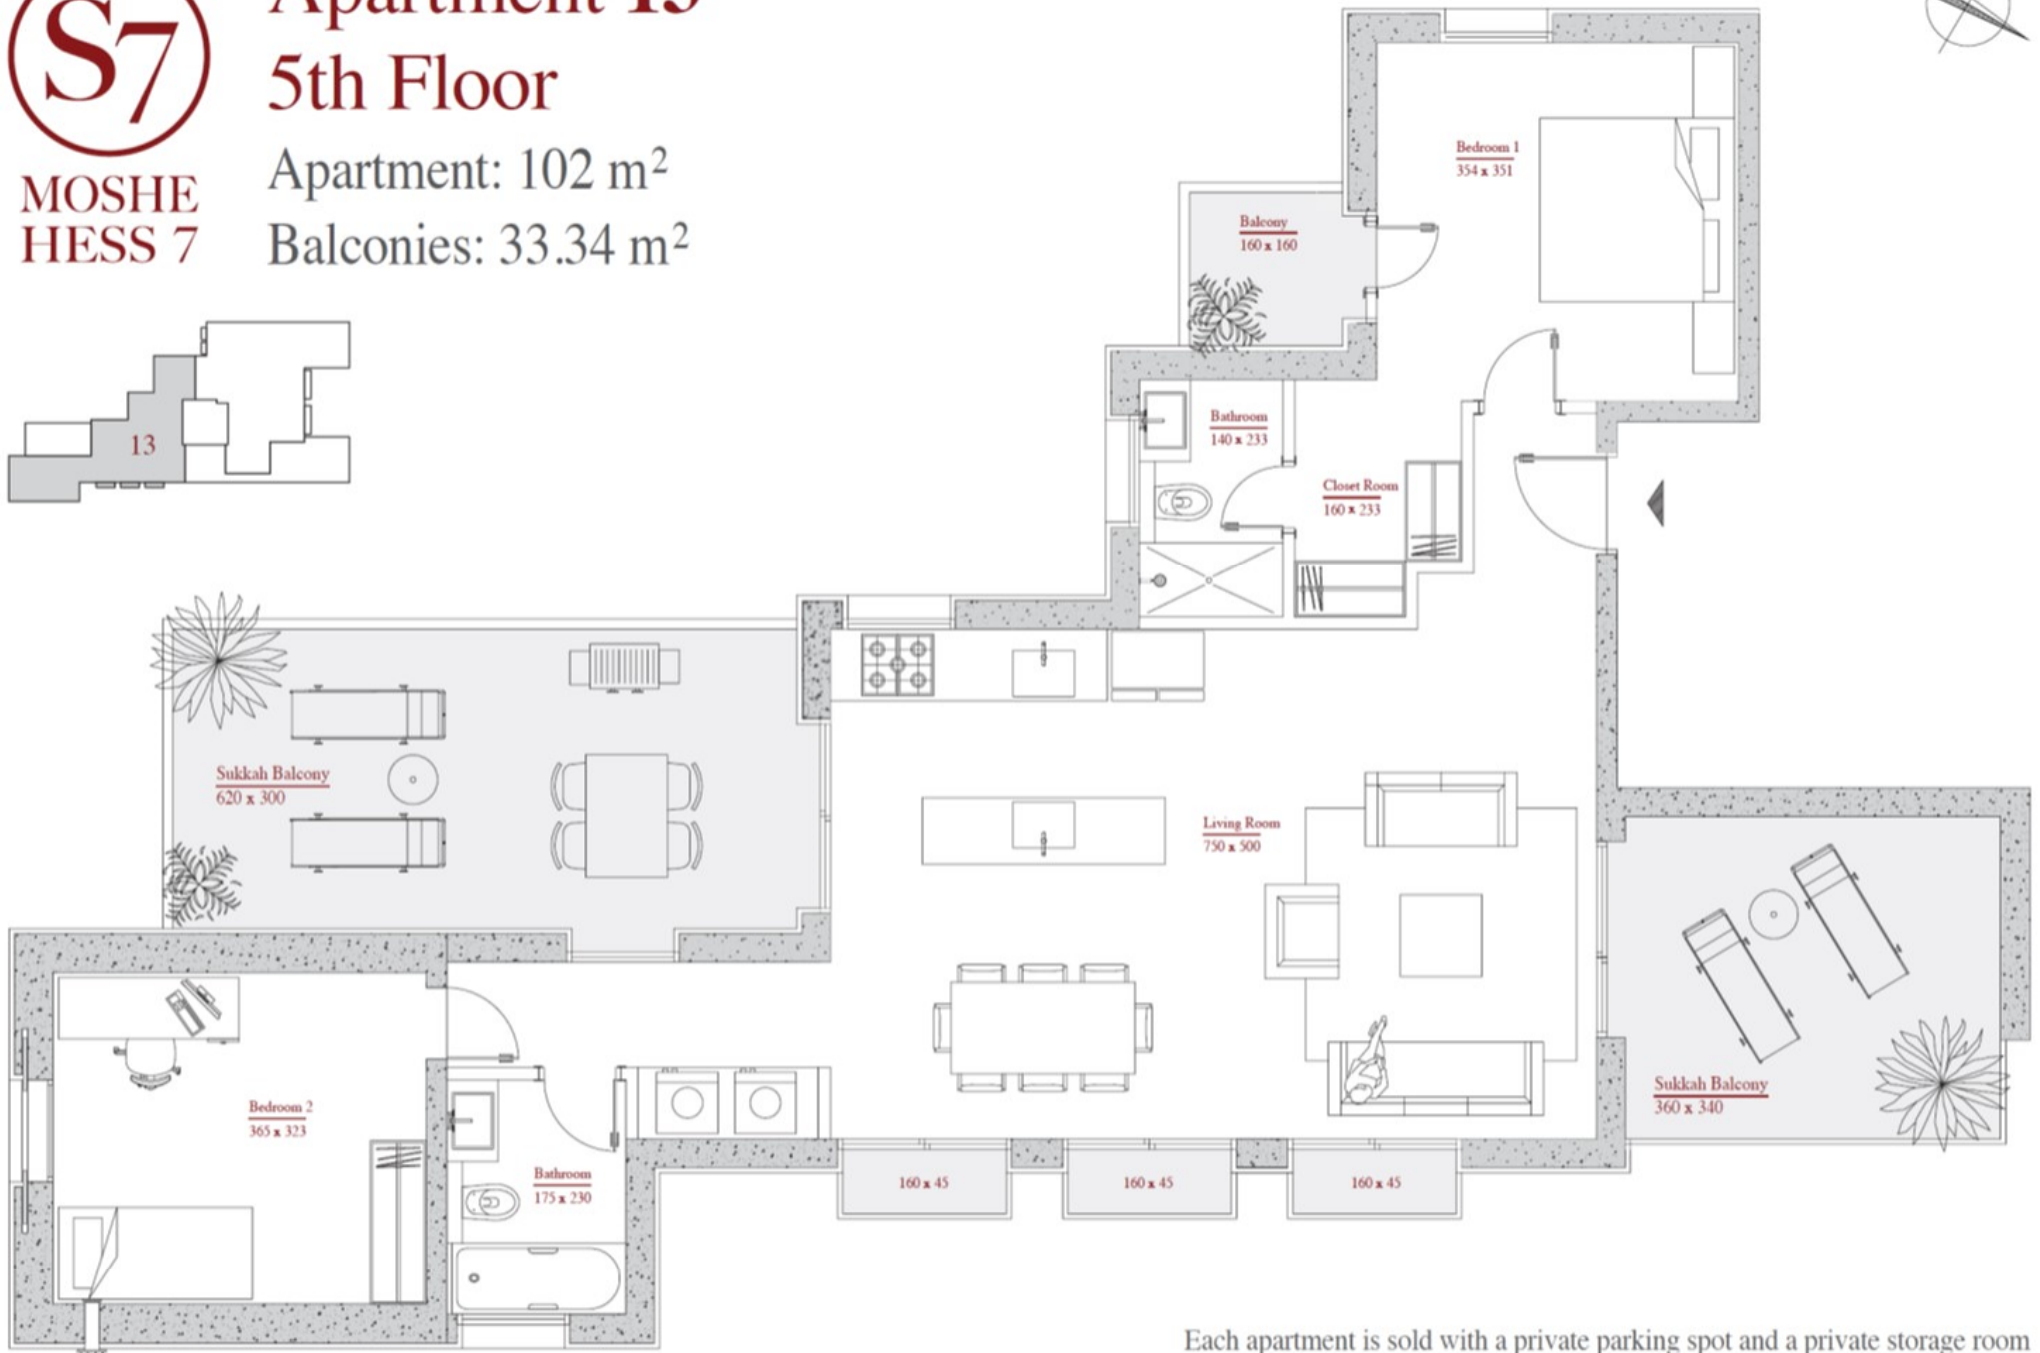 S7
MOSHE
HESS 7
Apartment 13
5th Floor
Apartment: 102 m²
Balconies: 33.34 m²
13
Bedroom 1
354 x 351
Balcony
160 x 160
Bathroom
140 x 233
Closet Room
160 x 233
Sukkah Balcony
620 x 300
Living Room
750 x 500
Sukkah Balcony
360 x 340
Bedroom 2
365 x 323
Bathroom
175 x 230
160 x 45
160 x 45
160 x 45
Each apartment is sold with a private parking spot and a private storage room